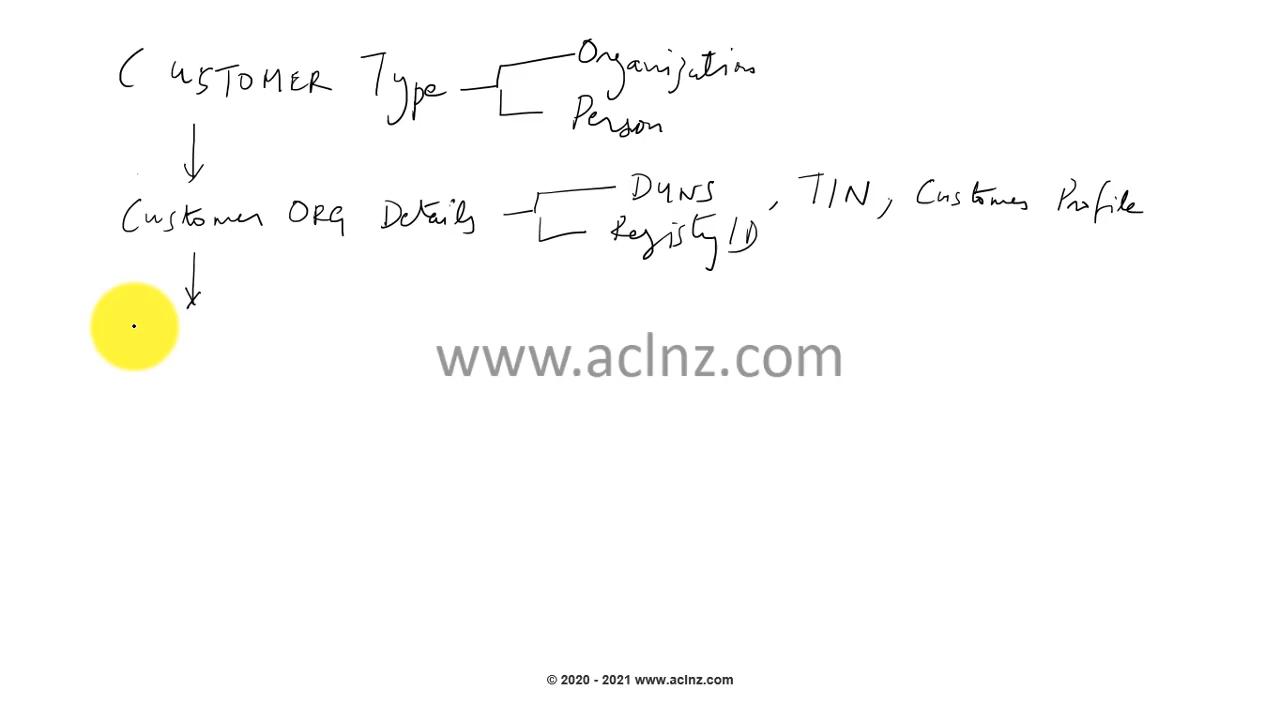 CUSTOMER Type Organization
Person
Customer ORG Details DUNS, TIN, Customer Profile
Registry ID
www.aclnz.com
© 2020 - 2021 www.aclnz.com